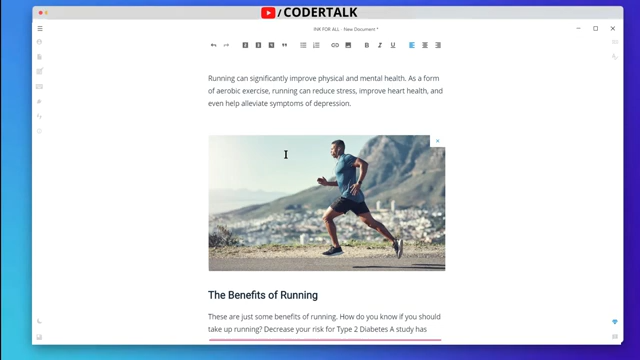 / CODERTALK
INK FOR ALL - New Document *
Running can significantly improve physical and mental health. As a form
of aerobic exercise, running can reduce stress, improve heart health, and
even help alleviate symptoms of depression.
The Benefits of Running
These are just some benefits of running. How do you know if you should
take up running? Decrease your risk for Type 2 Diabetes A study has